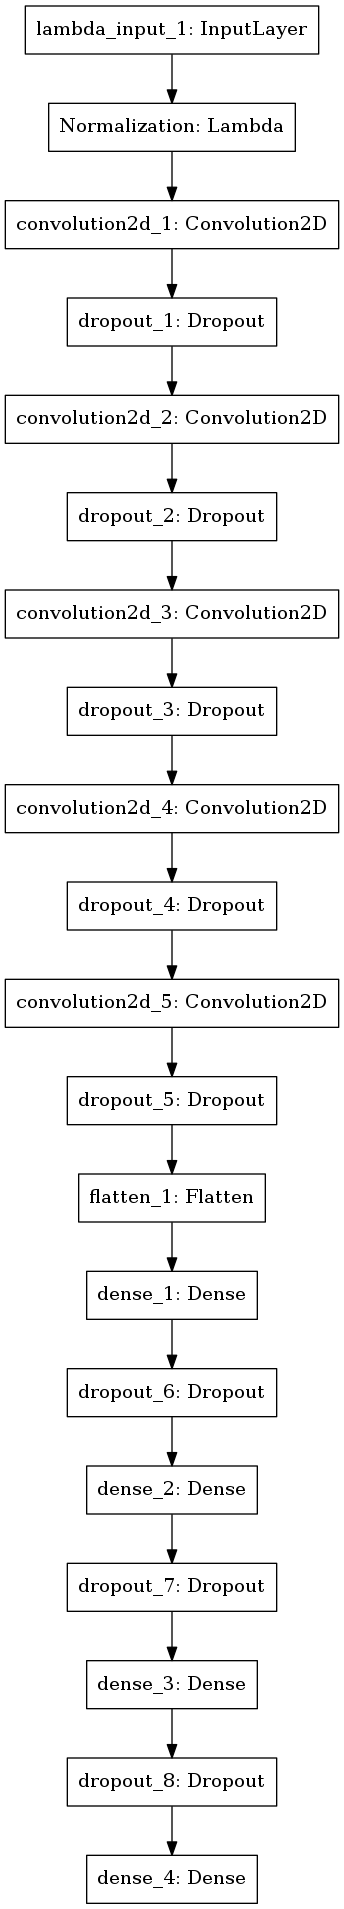 lambda_input_1: InputLayer
Normalization: Lambda
convolution2d_1: Convolution2D
dropout_1: Dropout
convolution2d_2: Convolution2D
dropout_2: Dropout
convolution2d_3: Convolution2D
dropout_3: Dropout
convolution2d_4: Convolution2D
dropout_4: Dropout
convolution2d_5: Convolution2D
dropout_5: Dropout
flatten_1: Flatten
dense_1: Dense
dropout_6: Dropout
dense_2: Dense
dropout_7: Dropout
dense_3: Dense
dropout_8: Dropout
dense_4: Dense